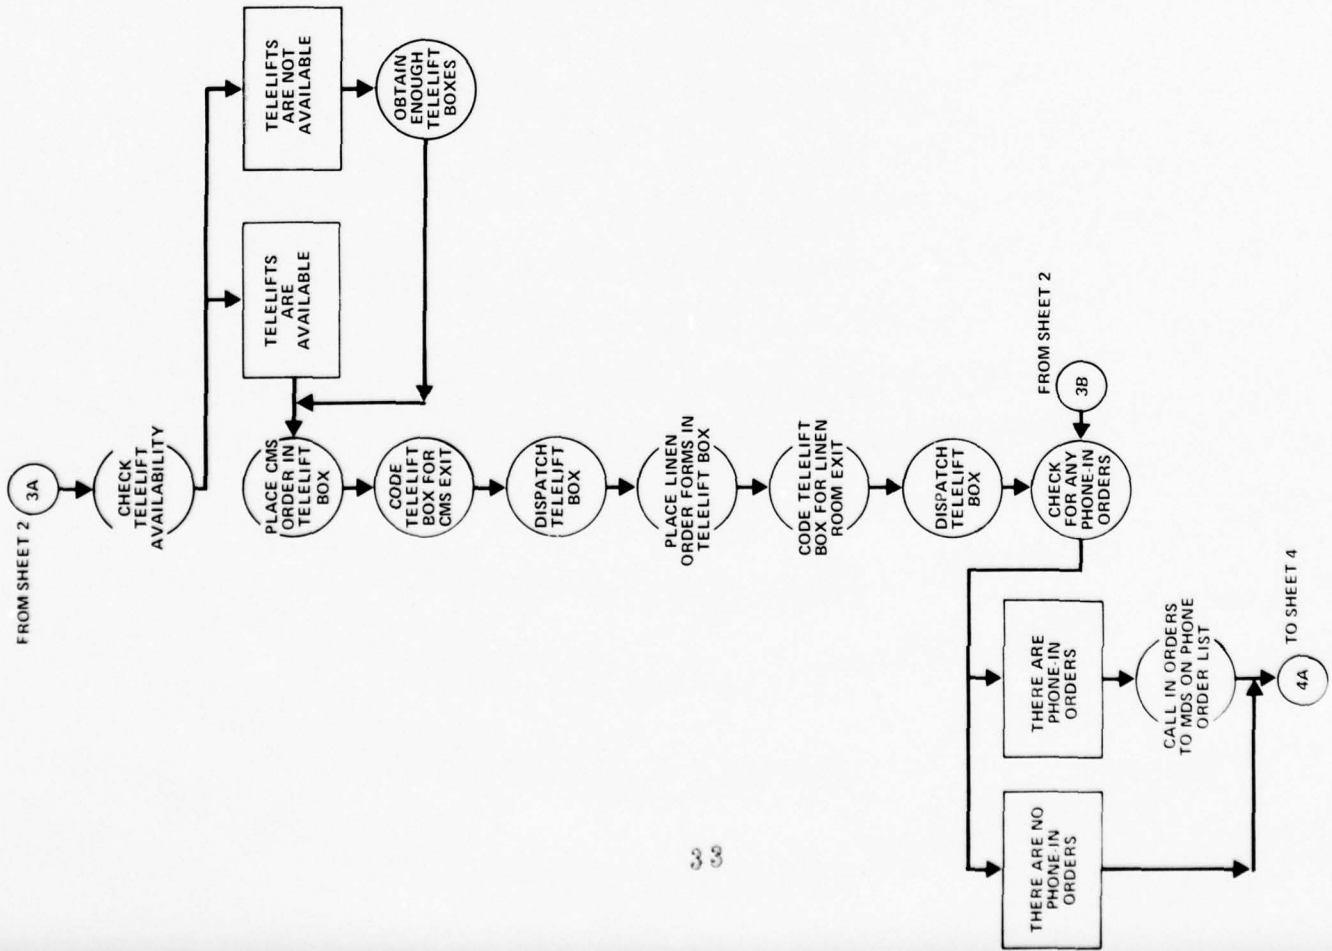 FROM SHEET 2
3A
CHECK
TELELIFT
AVAILABILITY
TELELIFTS
ARE
AVAILABLE
TELELIFTS
ARE NOT
AVAILABLE
OBTAIN
ENOUGH
TELELIFT
BOXES
PLACE CMS
ORDER IN
TELELIFT
BOX
CODE
TELELIFT
BOX FOR
CMS EXIT
DISPATCH
TELELIFT
BOX
PLACE LINEN
ORDER FORMS IN
TELELIFT BOX
CODE TELELIFT
BOX FOR LINEN
ROOM EXIT
DISPATCH
TELELIFT
BOX
FROM SHEET 2
3B
CHECK
FOR ANY
PHONE-IN
ORDERS
THERE ARE NO
PHONE-IN
ORDERS
THERE ARE
PHONE-IN
ORDERS
CALL IN ORDERS
TO MDS ON PHONE
ORDER LIST
4A
TO SHEET 4
33